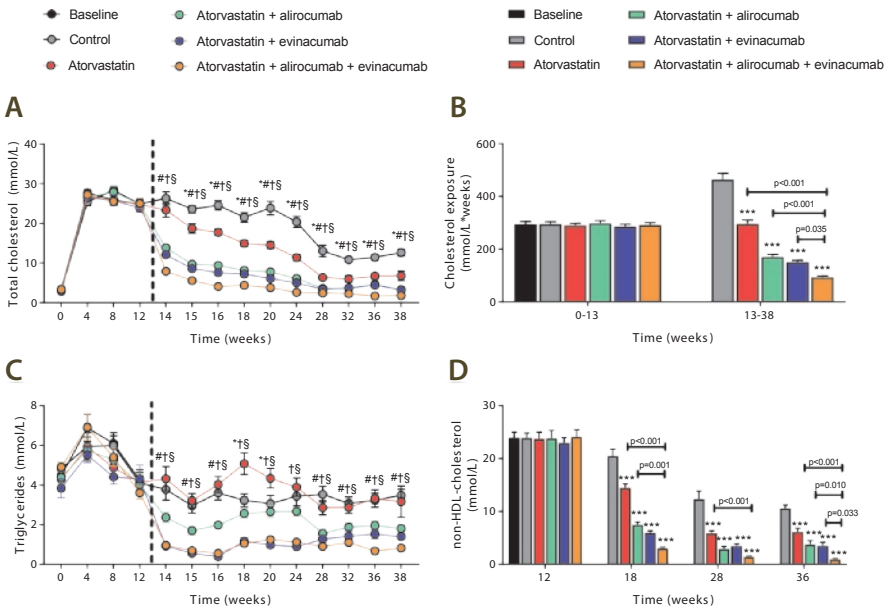 Baseline
Control
Atorvastatin
Atorvastatin + alirocumab
Atorvastatin + evinacumab
Atorvastatin + alirocumab + evinacumab
Baseline
Control
Atorvastatin
Atorvastatin + alirocumab
Atorvastatin + evinacumab
Atorvastatin + alirocumab + evinacumab
A
Total cholesterol (mmol/L)
40
30
20
10
0
#†§
*#†§
*#†§
*#†§
*#†§
*#†§
*#†§
*#†§
*#†§
*#†§
0 4 8 12 14 15 16 18 20 24 28 32 36 38
Time (weeks)
B
Cholesterol exposure
(mmol/L*weeks)
600
400
200
0
p<0.001
p<0.001
p=0.035
***
***
***
***
0-13 13-38
Time (weeks)
C
Triglycerides (mmol/L)
8
6
4
2
0
#†§
#†§
#†§
*†§
*†§
†§
#†§
#†§
#†§
#†§
0 4 8 12 14 15 16 18 20 24 28 32 36 38
Time (weeks)
D
non-HDL-cholesterol
(mmol/L)
30
20
10
0
p<0.001
p=0.001
***
***
***
***
p<0.001
***
***
***
***
p<0.001
p=0.010
p=0.033
***
***
***
***
12 18 28 36
Time (weeks)